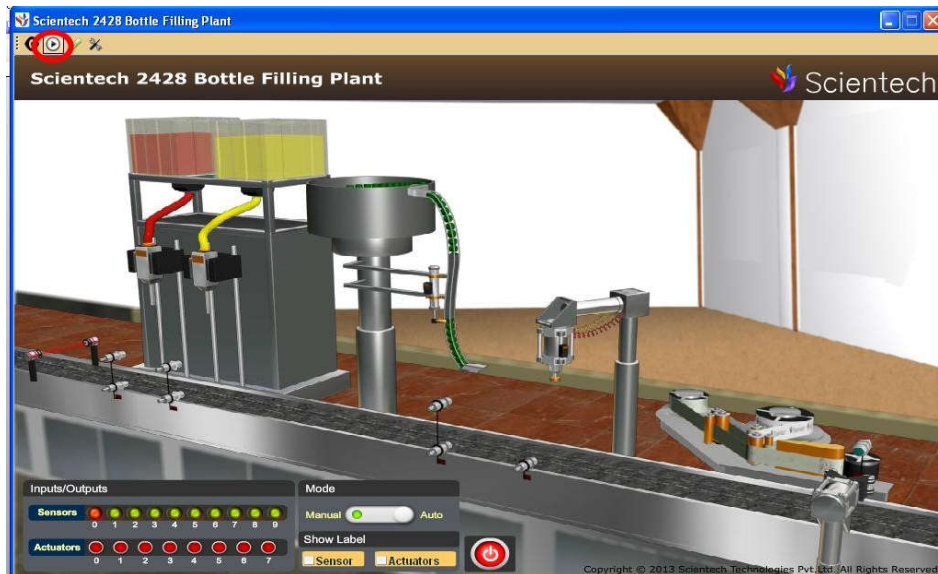 Scientech 2428 Bottle Filling Plant
Scientech 2428 Bottle Filling Plant
Scientech
Inputs/Outputs
Sensors
0 1 2 3 4 5 6 7 8 9
Actuators
0 1 2 3 4 5 6 7
Mode
Manual Auto
Show Label
Sensor Actuators
Copyright © 2013 Scientech Technologies Pvt.Ltd. All Rights Reserved